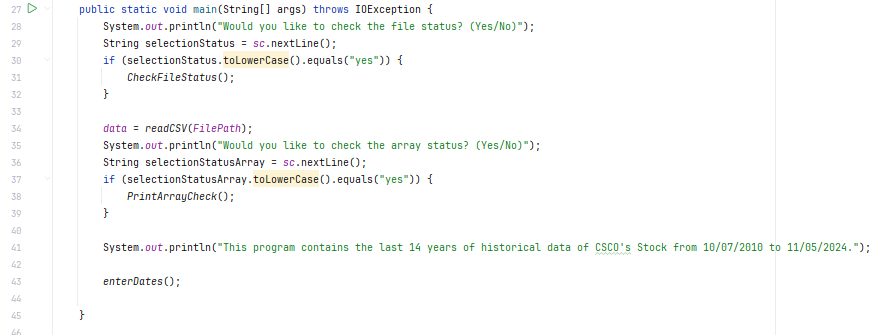 27 public static void main(String[] args) throws IOException {
28 System.out.println("Would you like to check the file status? (Yes/No)");
29 String selectionStatus = sc.nextLine();
30 if (selectionStatus.toLowerCase().equals("yes")) {
31 CheckFileStatus();
32 }
33
34 data = readCSV(FilePath);
35 System.out.println("Would you like to check the array status? (Yes/No)");
36 String selectionStatusArray = sc.nextLine();
37 if (selectionStatusArray.toLowerCase().equals("yes")) {
38 PrintArrayCheck();
39 }
40
41 System.out.println("This program contains the last 14 years of historical data of CSCO's Stock from 10/07/2010 to 11/05/2024.");
42
43 enterDates();
44
45 }
46